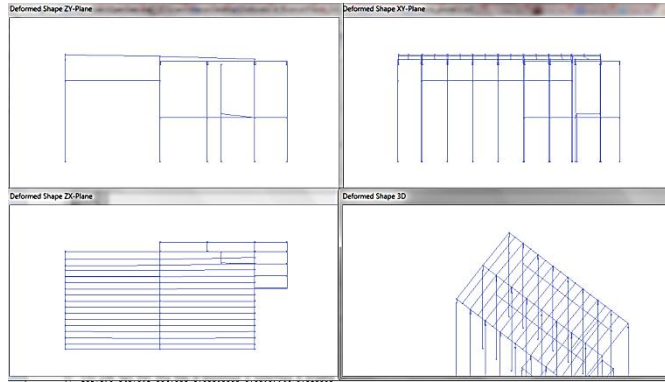 Deformed Shape ZY-Plane
Deformed Shape XY-Plane
Deformed Shape ZX-Plane
Deformed Shape 3D